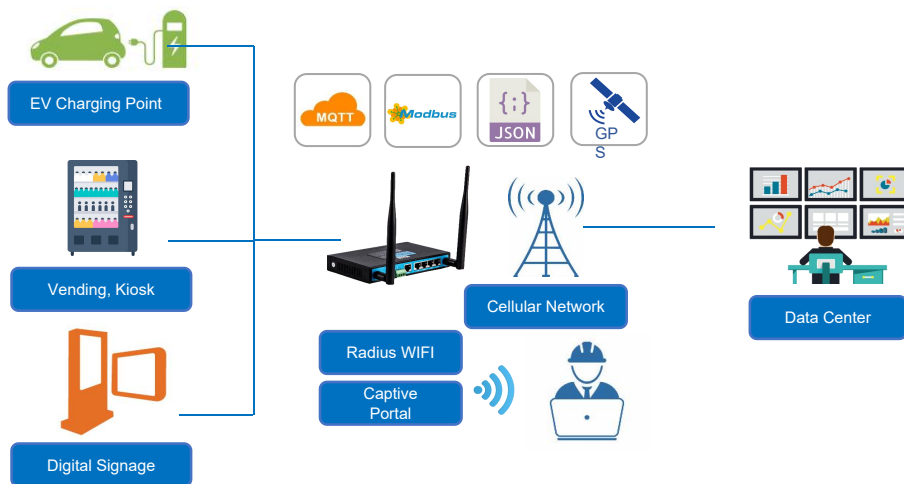 EV Charging Point
MQTT
Modbus
{;}
JSON
GP
S
Vending, Kiosk
Cellular Network
Data Center
Radius WIFI
Captive
Portal
Digital Signage